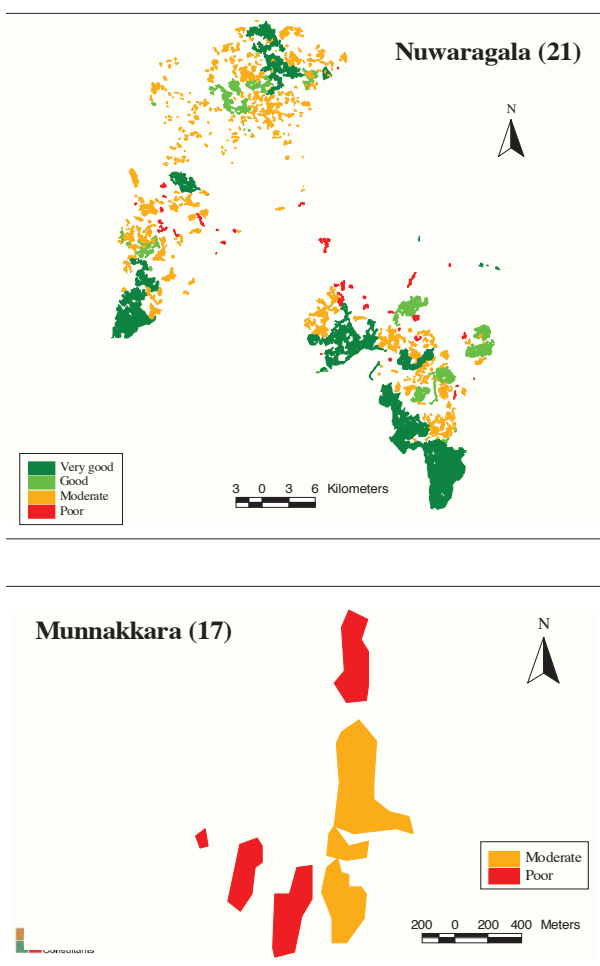 Nuwaragala (21)
N
Very good
Good
Moderate
Poor
3 0 3 6 Kilometers
Munnakkara (17)
N
Moderate
Poor
200 0 200 400 Meters
Consultants